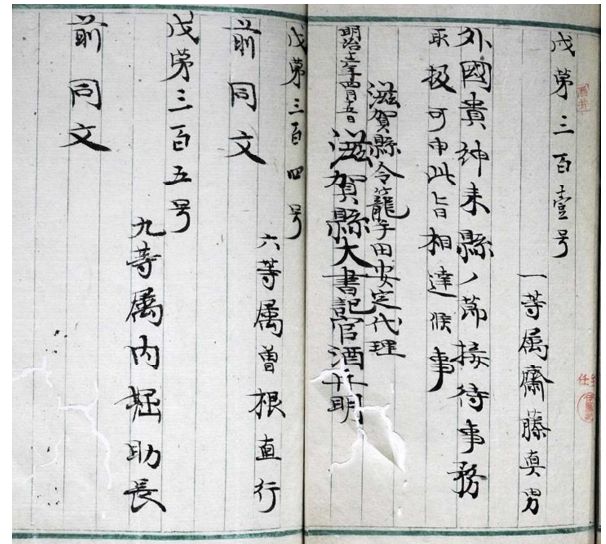 戊第三百壹号
一等属齋藤真男
外國貴紳来縣ノ節接待事務
取扱可申此旨相達候事
滋賀縣令籠手田安定代理
滋賀縣大書記官酒井明
戊第三百四号
六等属曽根直行
前同文
戊第三百五号
九等属内堀助長
前同文